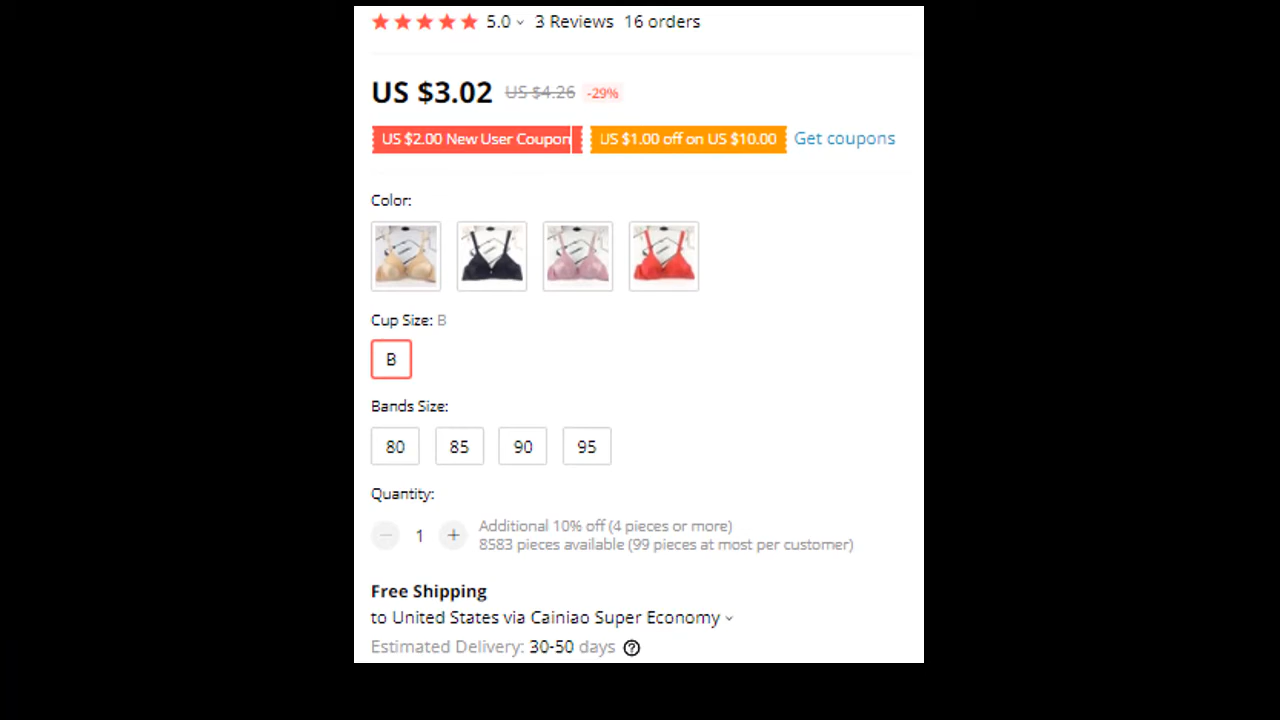 5.0 3 Reviews 16 orders
US $3.02 US $4.26 -29%
US $2.00 New User Coupon US $1.00 off on US $10.00 Get coupons
Color:
Cup Size: B
B
Bands Size:
80 85 90 95
Quantity:
1
Additional 10% off (4 pieces or more)
8583 pieces available (99 pieces at most per customer)
Free Shipping
to United States via Cainiao Super Economy
Estimated Delivery: 30-50 days ?